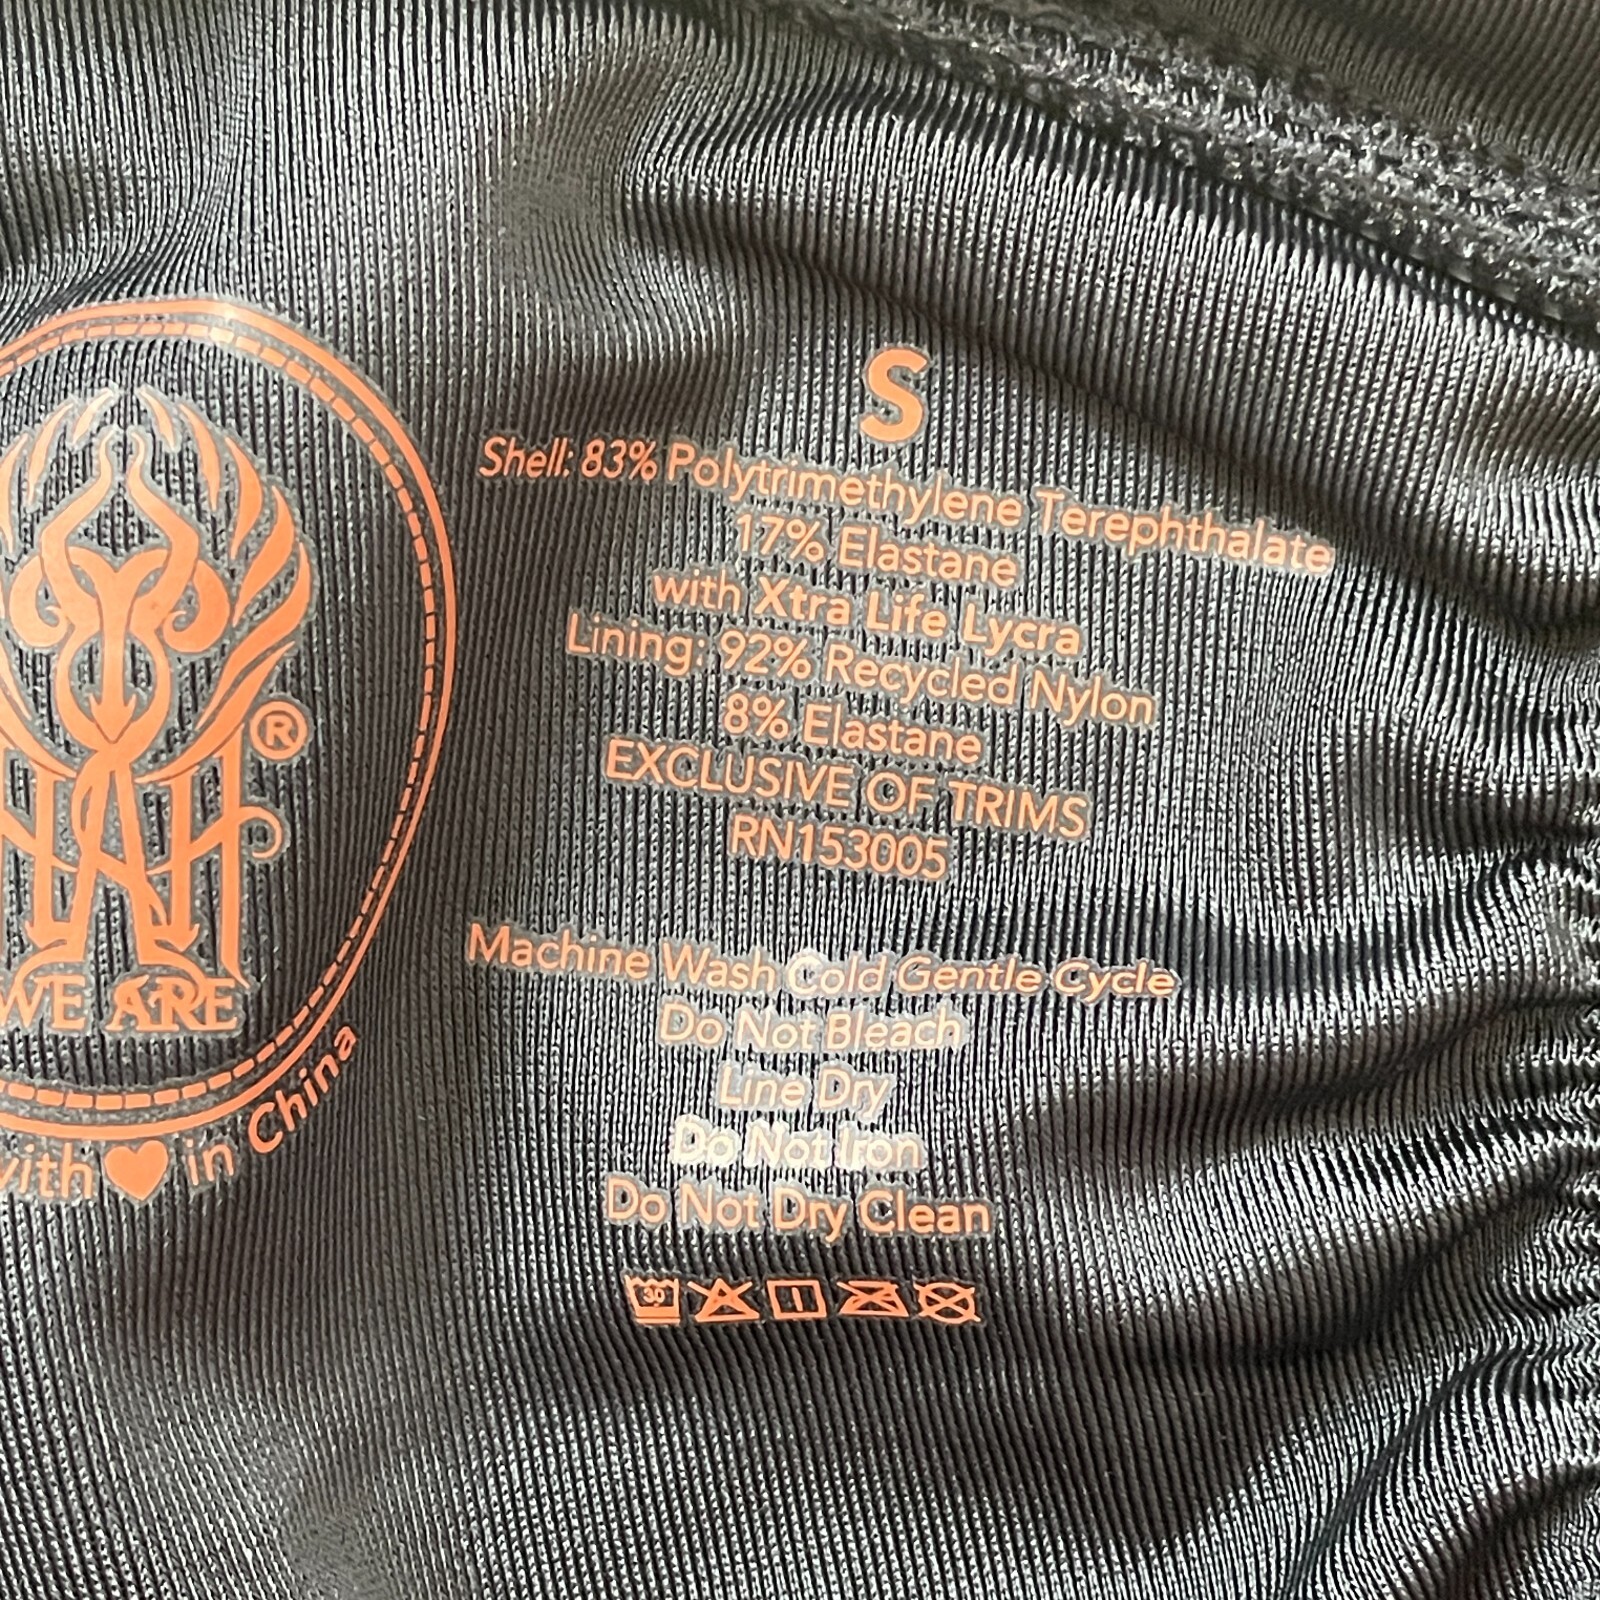 S
Shell: 83% Polytrimethylene Terephthalate
17% Elastane
with Xtra Life Lycra
Lining: 92% Recycled Nylon
8% Elastane
EXCLUSIVE OF TRIMS
RN153005
Machine Wash Cold Gentle Cycle
Do Not Bleach
Line Dry
Do Not Iron
Do Not Dry Clean
30
®
WE ARE
with ♥ in China